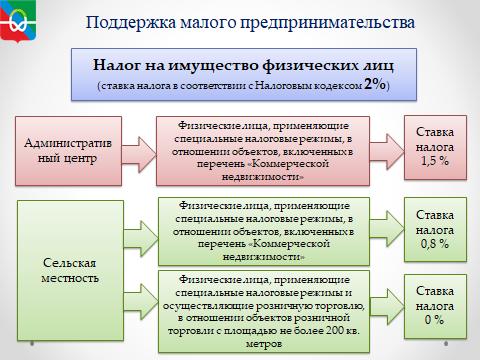 Поддержка малого предпринимательства
Налог на имущество физических лиц
(ставка налога в соответствии с Налоговым кодексом 2%)
Административ
ный центр
Физические лица, применяющие
специальные налоговые режимы, в
отношении объектов, включенных в
перечень «Коммерческой
недвижимости»
Ставка
налога
1,5 %
Сельская
местность
Физические лица, применяющие
специальные налоговые режимы, в
отношении объектов, включенных в
перечень «Коммерческой
недвижимости»
Ставка
налога
0,8 %
Физические лица, применяющие
специальные налоговые режимы и
осуществляющие розничную торговлю,
в отношении объектов розничной
торговли с площадью не более 200 кв.
метров
Ставка
налога
0 %